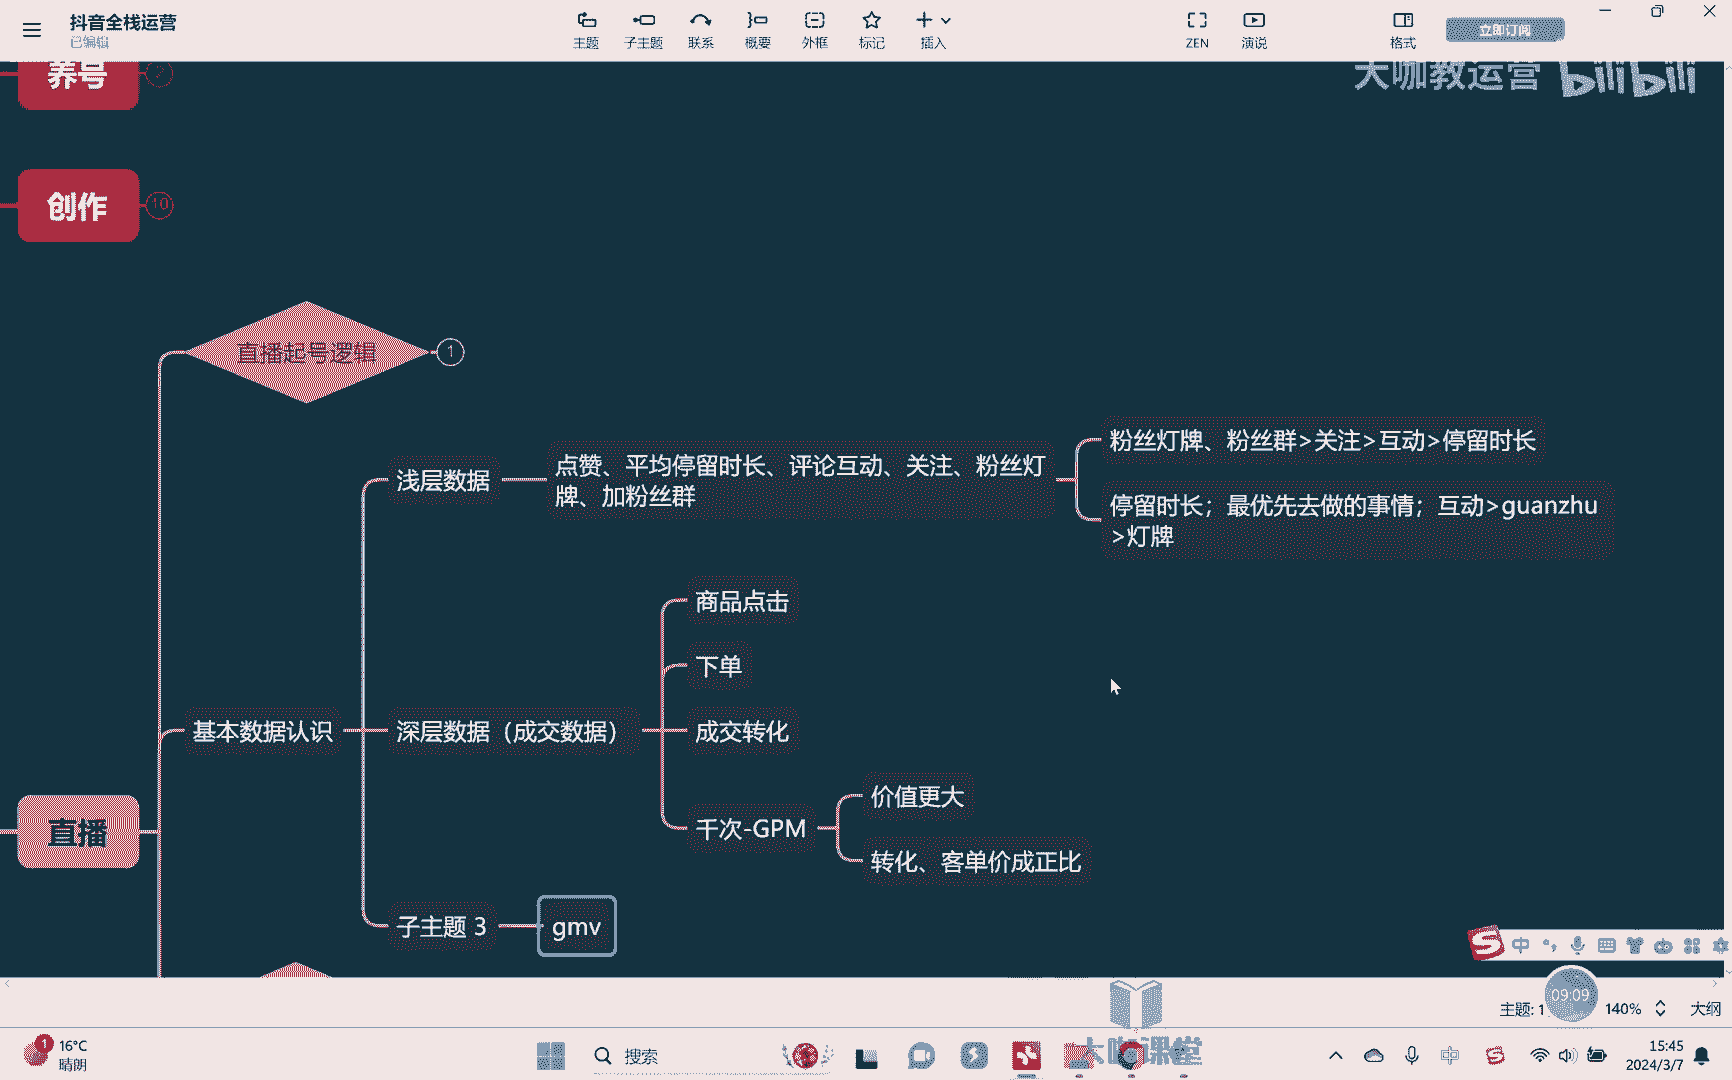 抖音全栈运营
已编辑
主题
子主题
联系
概要
外框
标记
插入
ZEN
演说
格式
立即订阅
大咖教运营 bilibili
养号
2
创作
10
直播起号逻辑
1
粉丝灯牌、粉丝群>关注>互动>停留时长
浅层数据
点赞、平均停留时长、评论互动、关注、粉丝灯
牌、加粉丝群
停留时长；最优先去做的事情；互动>guanzhu
>灯牌
商品点击
下单
基本数据认识
深层数据（成交数据）
成交转化
价值更大
千次-GPM
转化、客单价成正比
直播
子主题 3
gmv
中
主题: 1
09:09
140%
大纲
1
16°C
晴朗
搜索
大咖课堂
中
15:45
2024/3/7